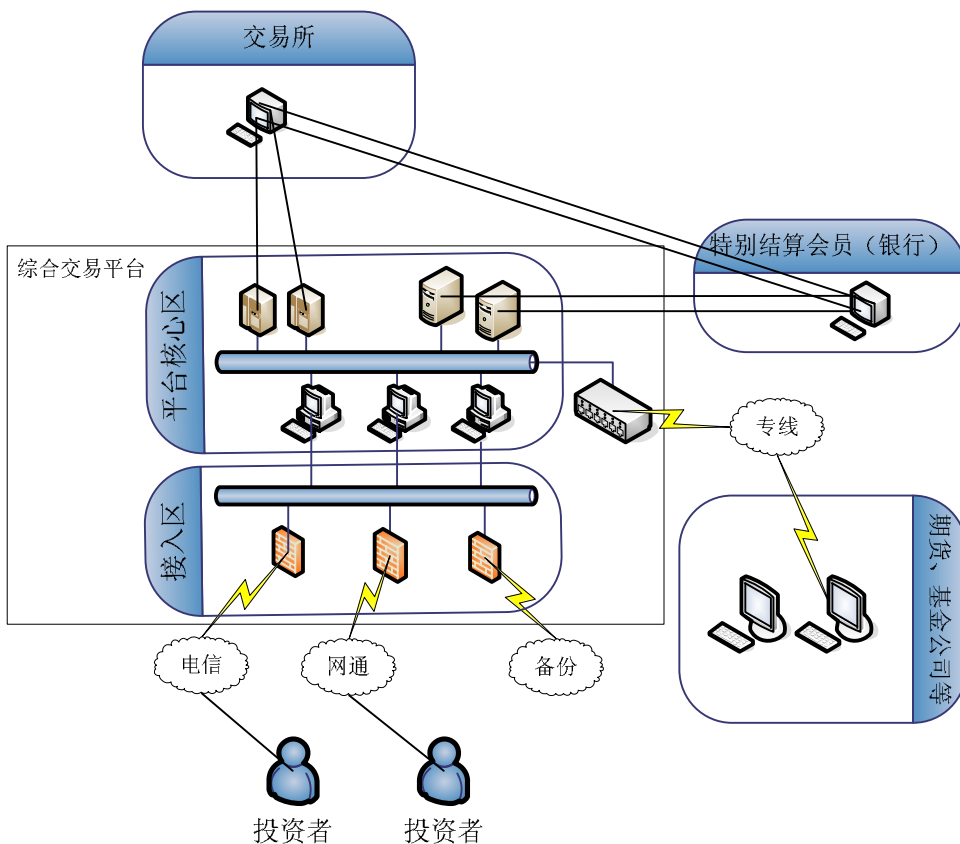 交易所
特别结算会员（银行）
综合交易平台
平台核心区
专线
接入区
期货、基金公司等
电信
网通
备份
投资者
投资者